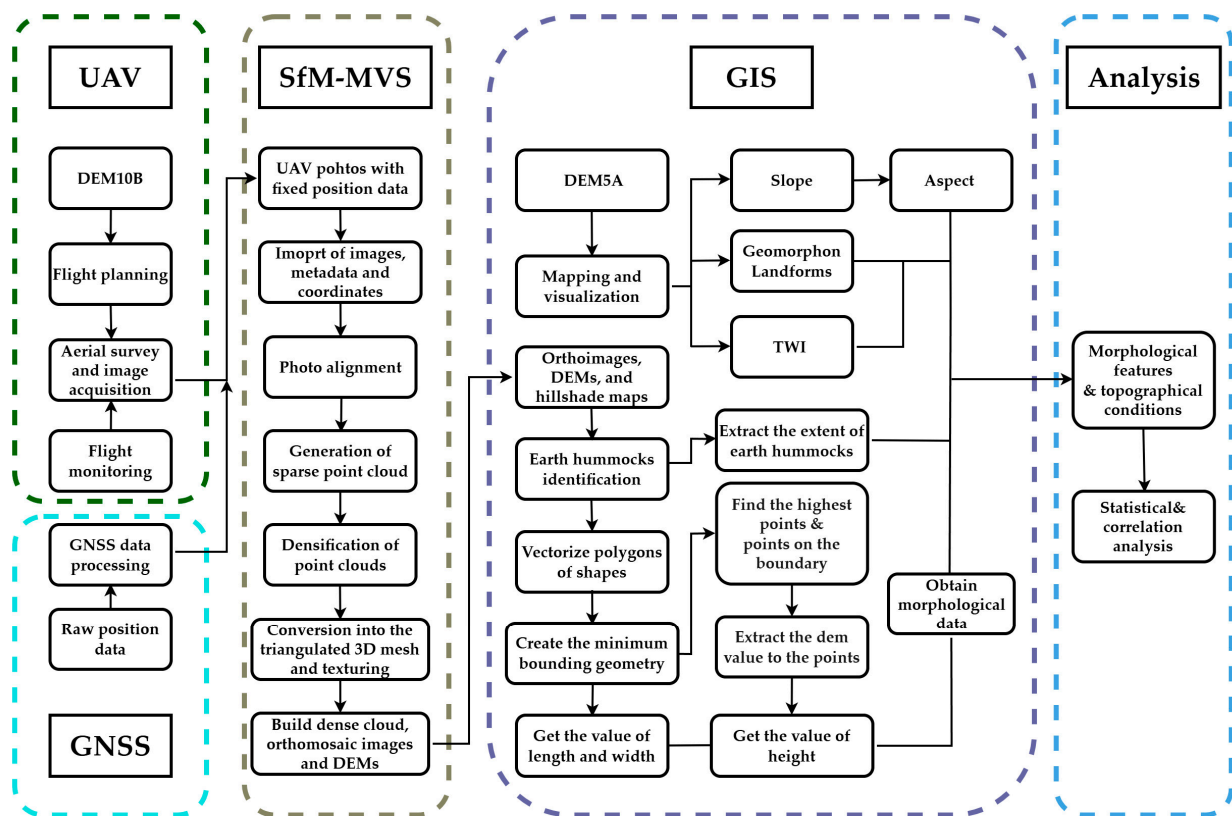 UAV
DEM10B
Flight planning
Aerial survey
and image
acquisition
Flight
monitoring
GNSS data
processing
Raw position
data
GNSS
SfM-MVS
UAV pohtos with
fixed position data
Imoprt of images,
metadata and
coordinates
Photo alignment
Generation of
sparse point cloud
Densification of
point clouds
Conversion into the
triangulated 3D mesh
and texturing
Build dense cloud,
orthomosaic images
and DEMs
GIS
DEM5A
Mapping and
visualization
Slope
Aspect
Geomorphon
Landforms
TWI
Orthoimages,
DEMs, and
hillshade maps
Earth hummocks
identification
Extract the extent of
earth hummocks
Vectorize polygons
of shapes
Find the highest
points &
points on the
boundary
Create the minimum
bounding geometry
Extract the dem
value to the points
Get the value of
length and width
Get the value of
height
Obtain
morphological
data
Analysis
Morphological
features
& topographical
conditions
Statistical&
correlation
analysis